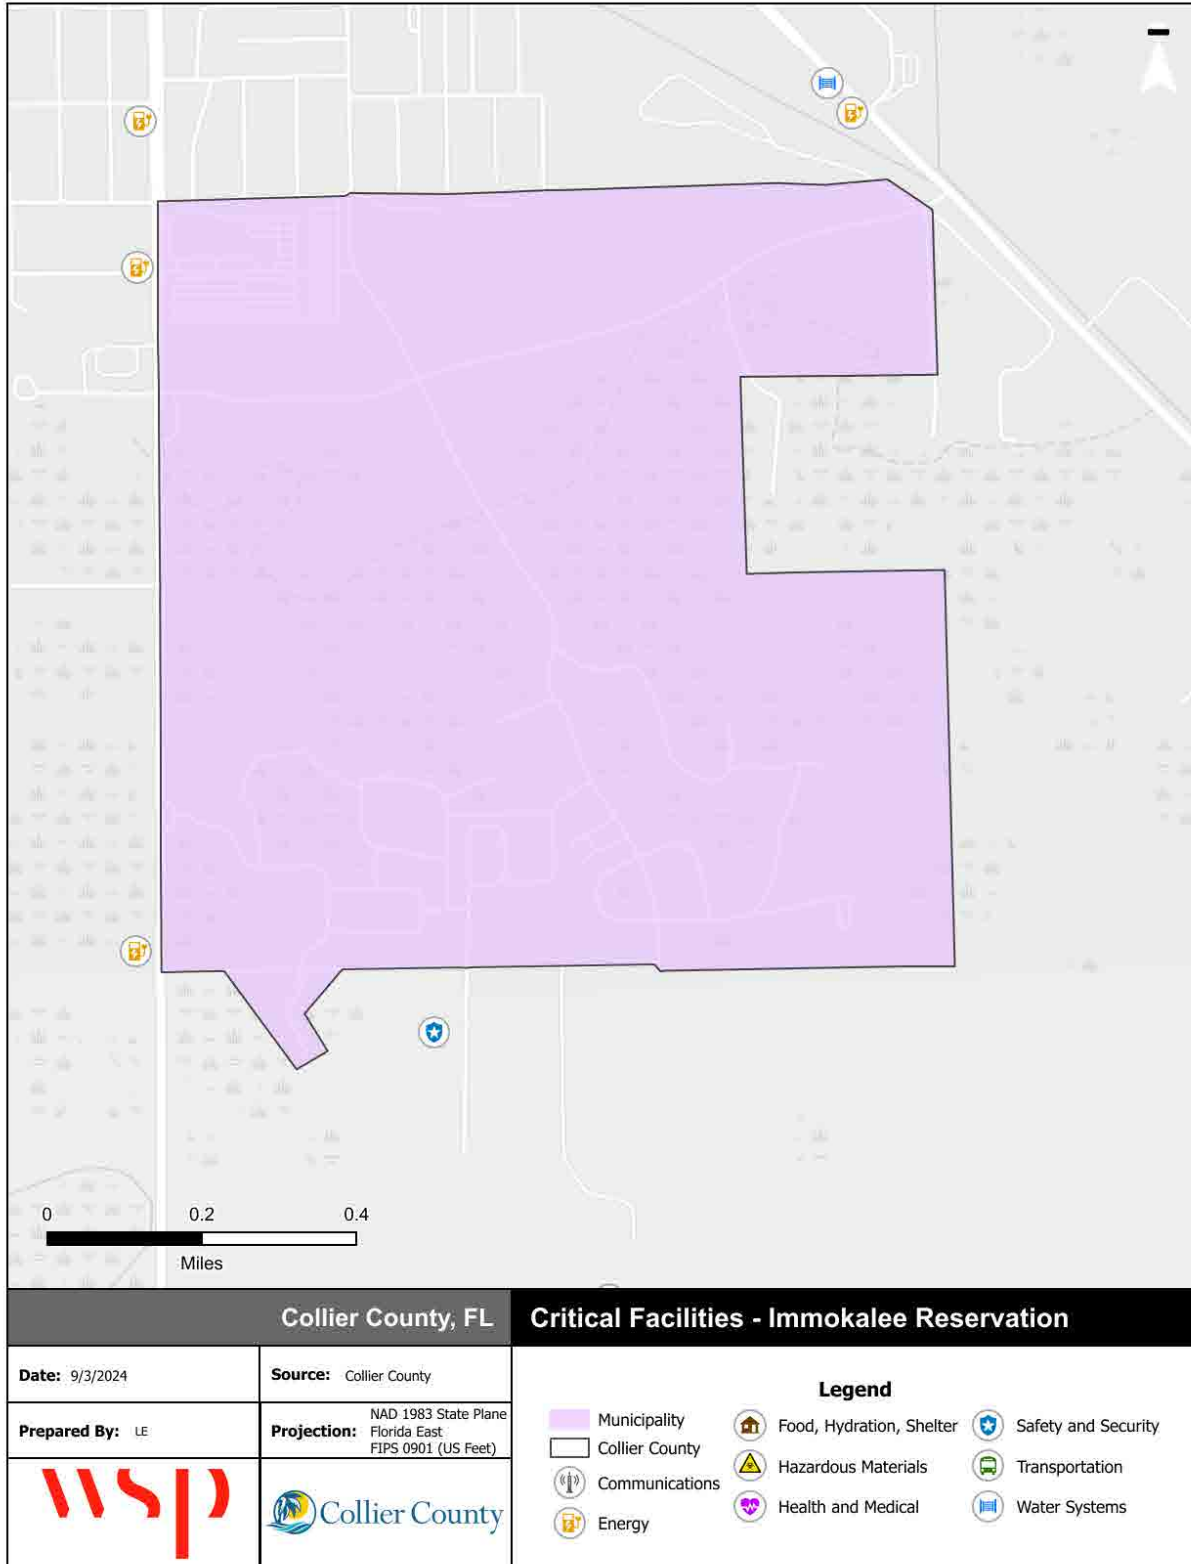 0 0.2 0.4
Miles
Collier County, FL
Critical Facilities - Immokalee Reservation
Date: 9/3/2024
Source: Collier County
Prepared By: LE
Projection: NAD 1983 State Plane
Florida East
FIPS 0901 (US Feet)
wsp
Collier County
Legend
Municipality
Collier County
Communications
Energy
Food, Hydration, Shelter
Hazardous Materials
Health and Medical
Safety and Security
Transportation
Water Systems